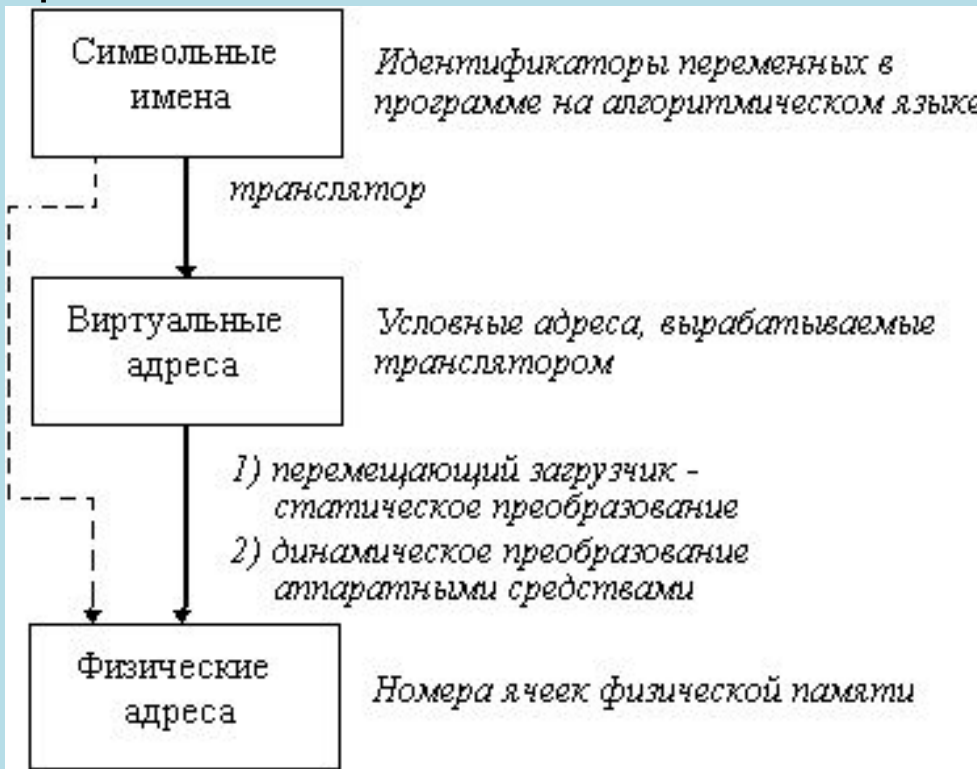 Символьные
имена
Идентификаторы переменных в
программе на алгоритмическом языке
транслятор
Виртуальные
адреса
Условные адреса, вырабатываемые
транслятором
1) перемещающий загрузчик -
статическое преобразование
2) динамическое преобразование
аппаратными средствами
Физические
адреса
Номера ячеек физической памяти